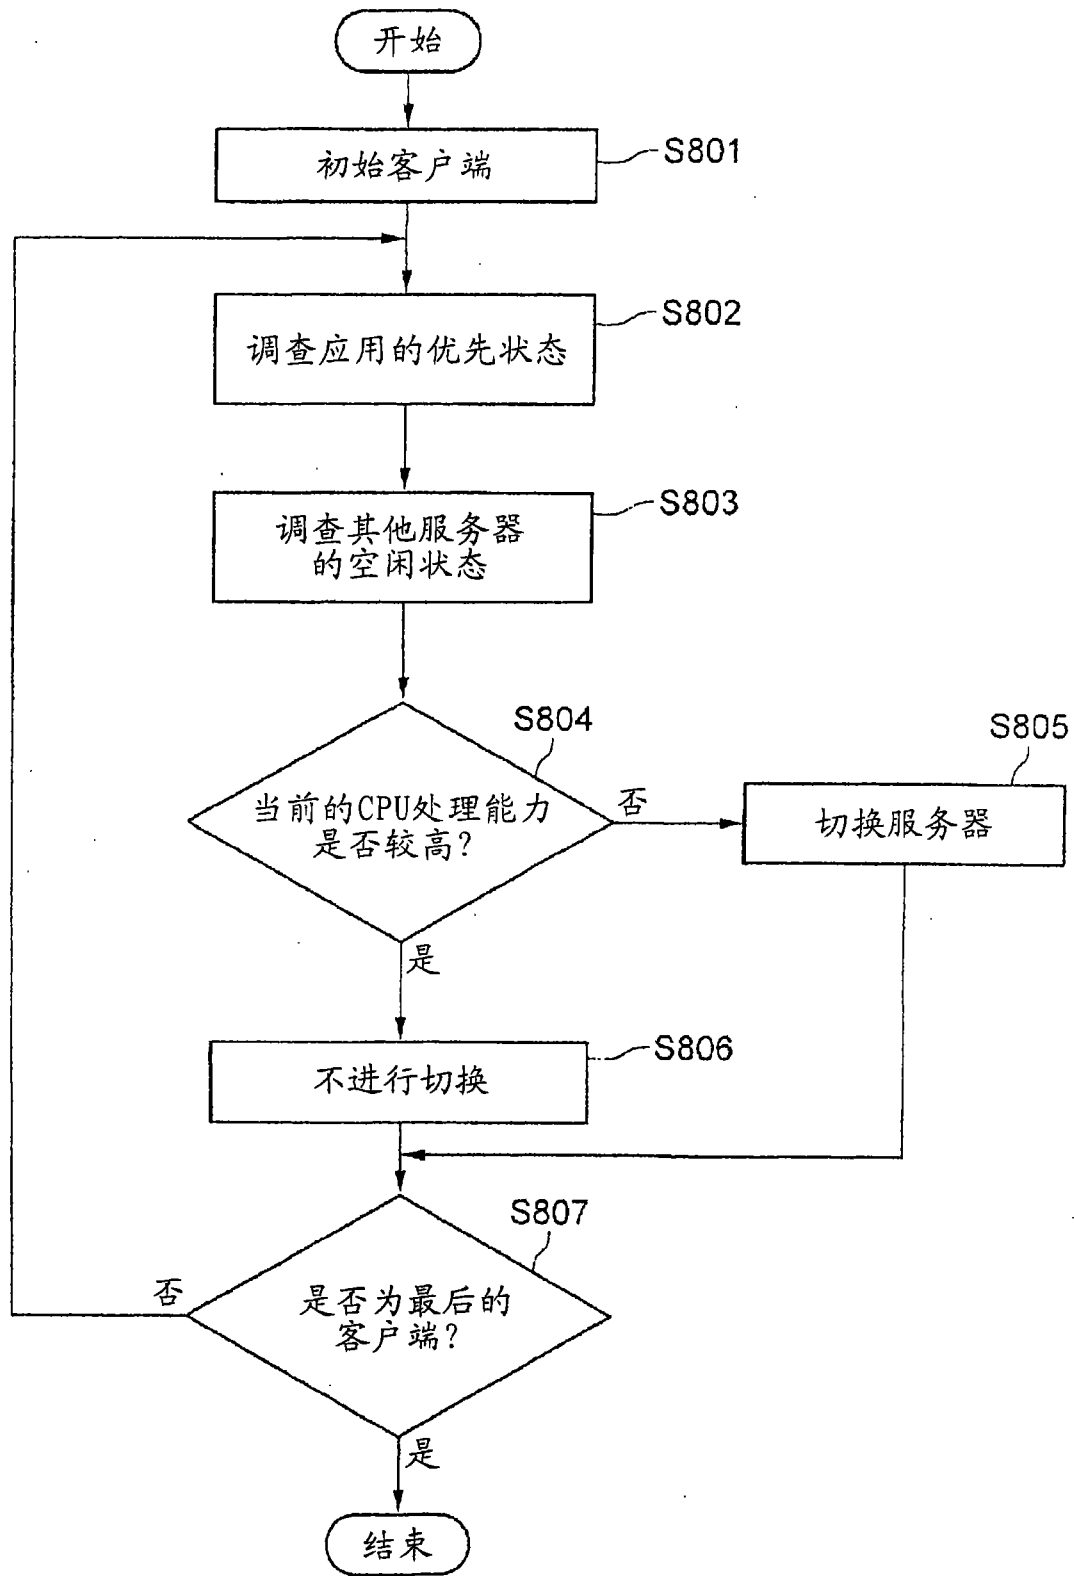 开始
初始客户端
S801
调查应用的优先状态
S802
调查其他服务器
的空闲状态
S803
当前的CPU处理能力
是否较高?
S804
否
切换服务器
S805
是
不进行切换
S806
是否为最后的
客户端?
S807
否
是
结束